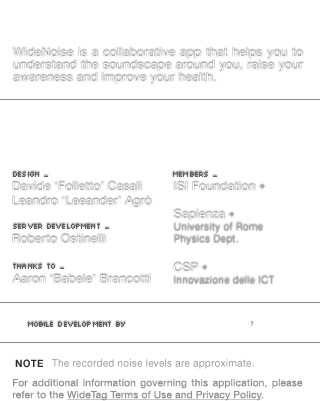 WideNoise is a collaborative app that helps you to
understand the soundscape around you, raise your
awareness and improve your health.
DESIGN _
Davide "Folletto" Casali
Leandro "Leeander" Agrò
SERVER DEVELOPMENT _
Roberto Ostinelli
THANKS TO _
Aaron "Babele" Brancotti
MEMBERS _
ISI Foundation
Sapienza
University of Rome
Physics Dept.
CSP
Innovazione delle ICT
MOBILE DEVELOPMENT BY
NOTE The recorded noise levels are approximate.
For additional information governing this application, please
refer to the WideTag Terms of Use and Privacy Policy.